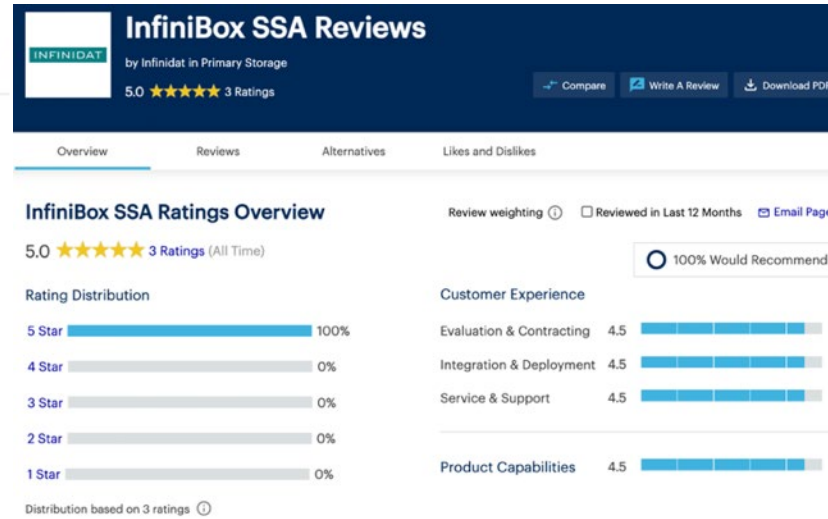 INFINIDAT
InfiniBox SSA Reviews
by Infinidat in Primary Storage
5.0 ★★★★★ 3 Ratings
Compare
Write A Review
Download PDF
Overview
Reviews
Alternatives
Likes and Dislikes
InfiniBox SSA Ratings Overview
Review weighting
Reviewed in Last 12 Months
Email Page
5.0 ★★★★★ 3 Ratings (All Time)
100% Would Recommend
Rating Distribution
5 Star 100%
4 Star 0%
3 Star 0%
2 Star 0%
1 Star 0%
Distribution based on 3 ratings
Customer Experience
Evaluation & Contracting 4.5
Integration & Deployment 4.5
Service & Support 4.5
Product Capabilities 4.5